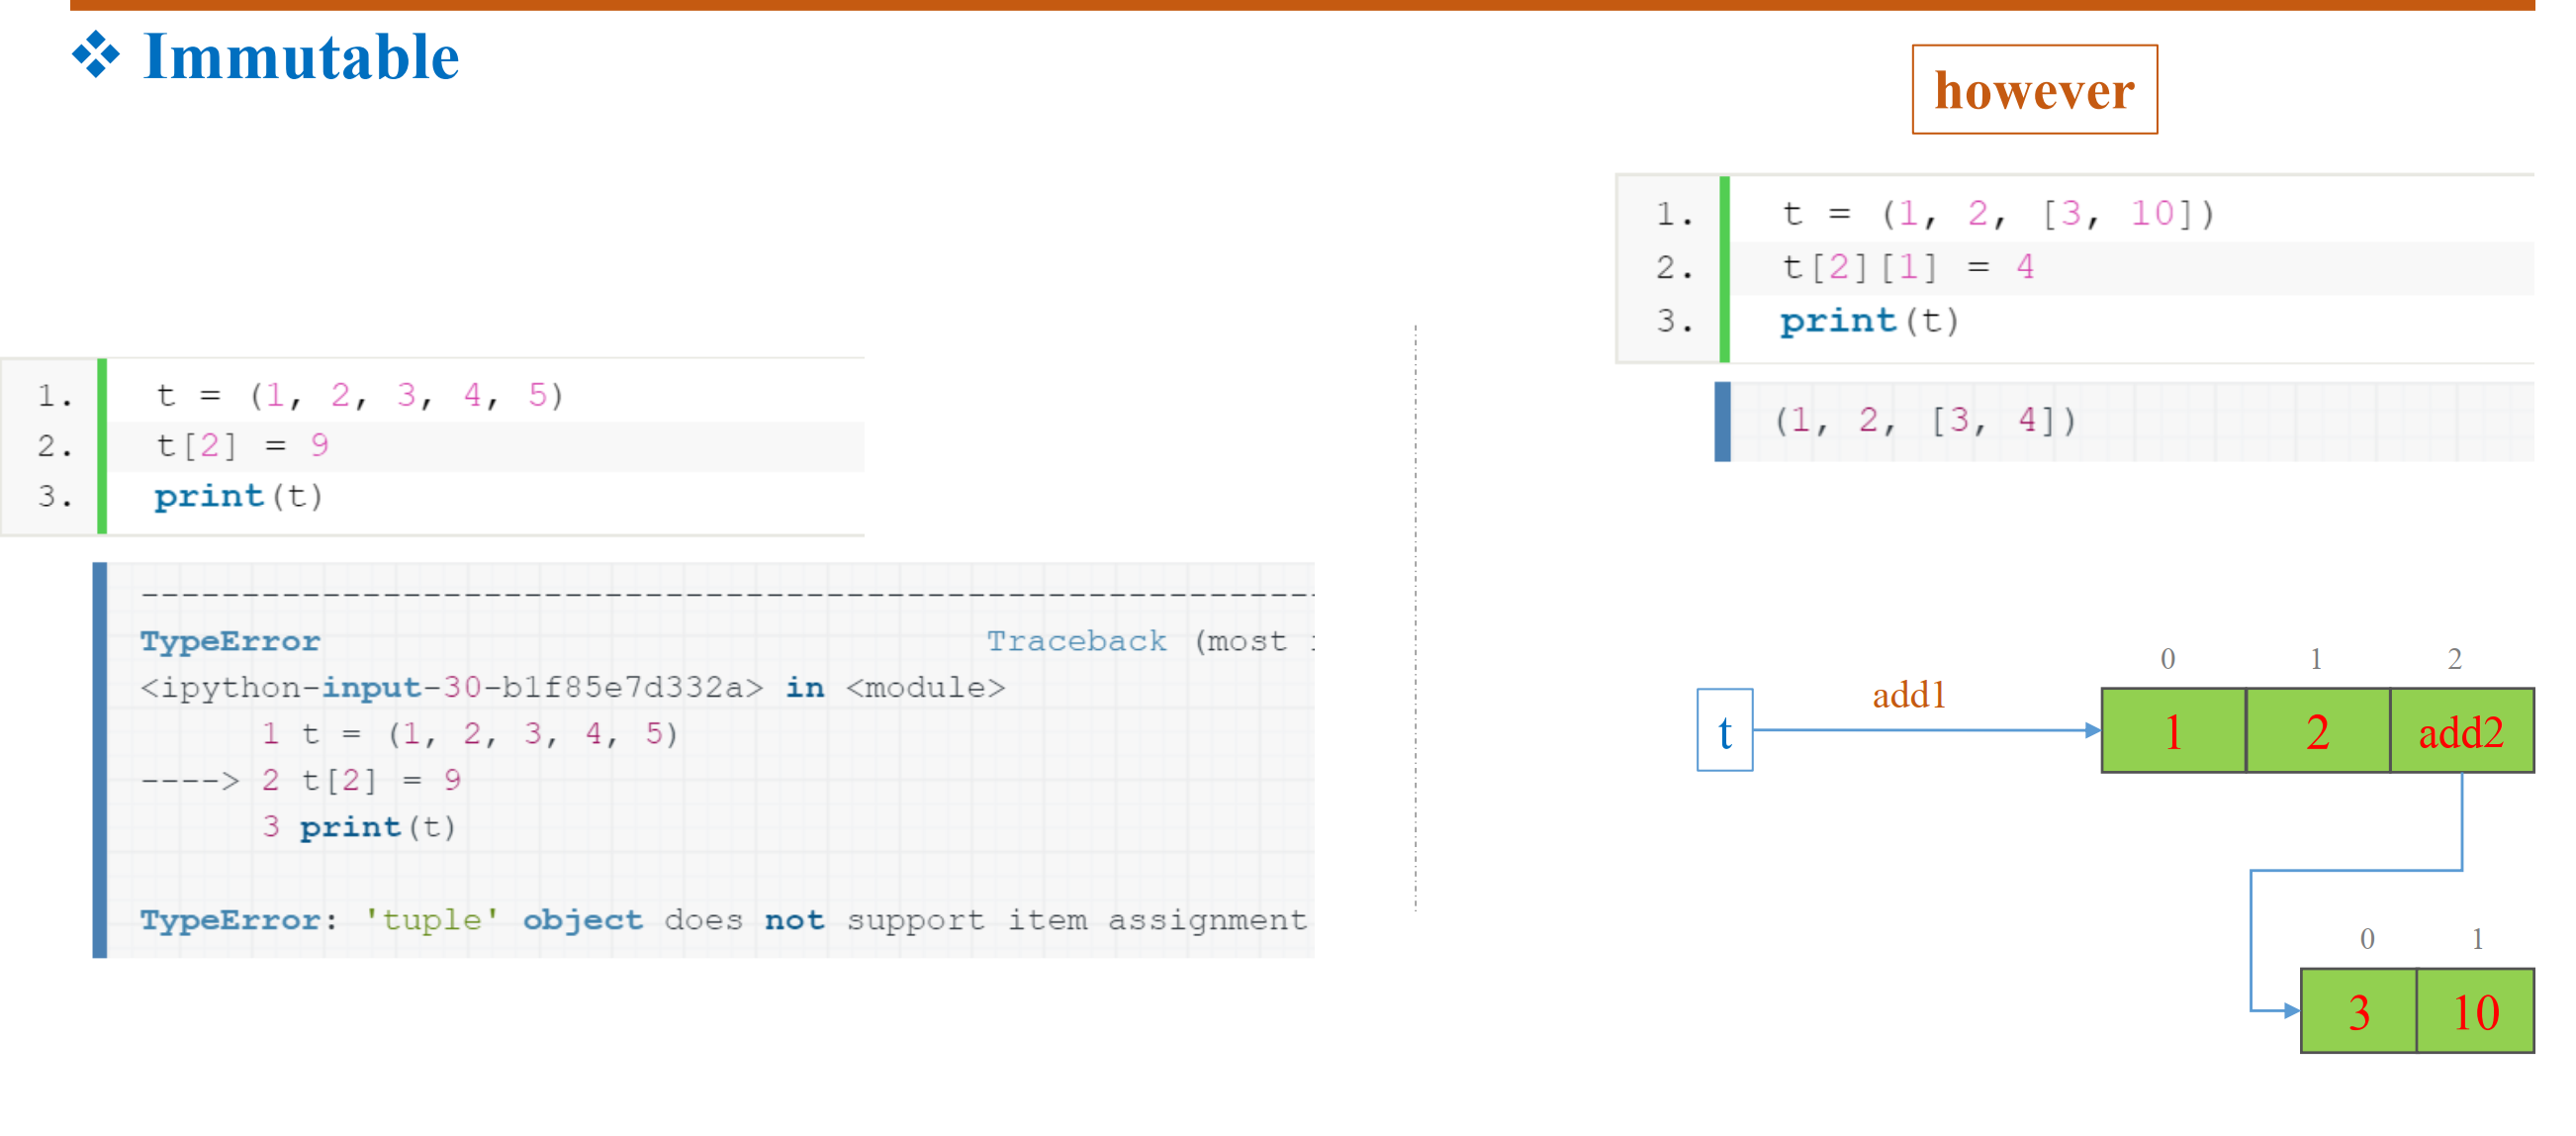 ❖ Immutable
1. t = (1, 2, 3, 4, 5)
2. t[2] = 9
3. print(t)
--------------------------------------------------------------
TypeError Traceback (most
<ipython-input-30-b1f85e7d332a> in <module>
1 t = (1, 2, 3, 4, 5)
----> 2 t[2] = 9
3 print(t)
TypeError: 'tuple' object does not support item assignment
however
1. t = (1, 2, [3, 10])
2. t[2][1] = 4
3. print(t)
(1, 2, [3, 4])
0 1 2
t add1 1 2 add2
0 1
3 10